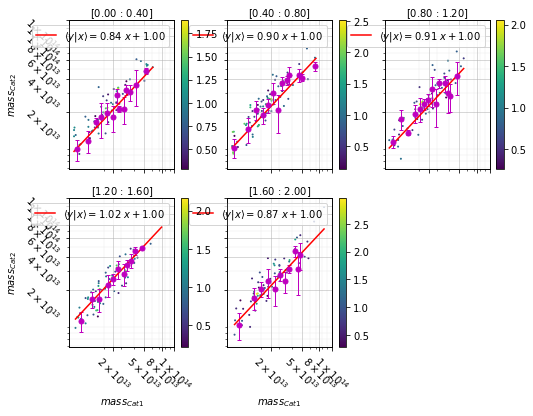 [0.00 : 0.40]
[0.40 : 0.80]
[0.80 : 1.20]
⟨y|x⟩ = 0.84 x + 1.00
⟨y|x⟩ = 0.90 x + 1.00
⟨y|x⟩ = 0.91 x + 1.00
mass_Cat2
6 × 10^13
4 × 10^13
2 × 10^13
1.75
1.50
1.25
1.00
0.75
0.50
2.5
2.0
1.5
1.0
0.5
2.0
1.5
1.0
0.5
[1.20 : 1.60]
[1.60 : 2.00]
⟨y|x⟩ = 1.02 x + 1.00
⟨y|x⟩ = 0.87 x + 1.00
mass_Cat2
6 × 10^13
4 × 10^13
2 × 10^13
2.0
1.5
1.0
0.5
2.5
2.0
1.5
1.0
0.5
2 × 10^13
5 × 10^13
8 × 10^13
1 × 10^14
2 × 10^13
5 × 10^13
8 × 10^13
1 × 10^14
mass_Cat1
mass_Cat1